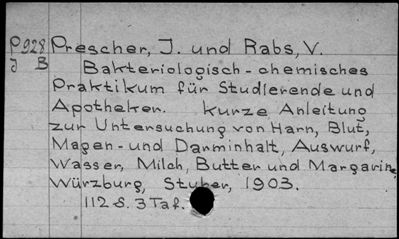 P928 Prescher, J. und Rabs, V.
J B Bakteriologisch-chemisches
Praktikum für Studierende und
Apotheker. Kurze Anleitung
zur Untersuchung von Harn, Blut,
Magen- und Darminhalt, Auswurf,
Wasser, Milch, Butter und Margarine
Würzburg, Stuber, 1903.
112 S. 3 Taf.